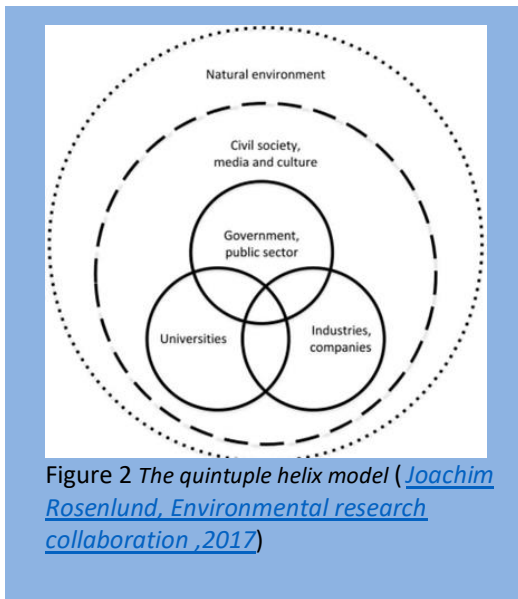 Natural environment
Civil society,
media and culture
Government,
public sector
Universities
Industries,
companies
Figure 2 The quintuple helix model ( Joachim
Rosenlund, Environmental research
collaboration ,2017)